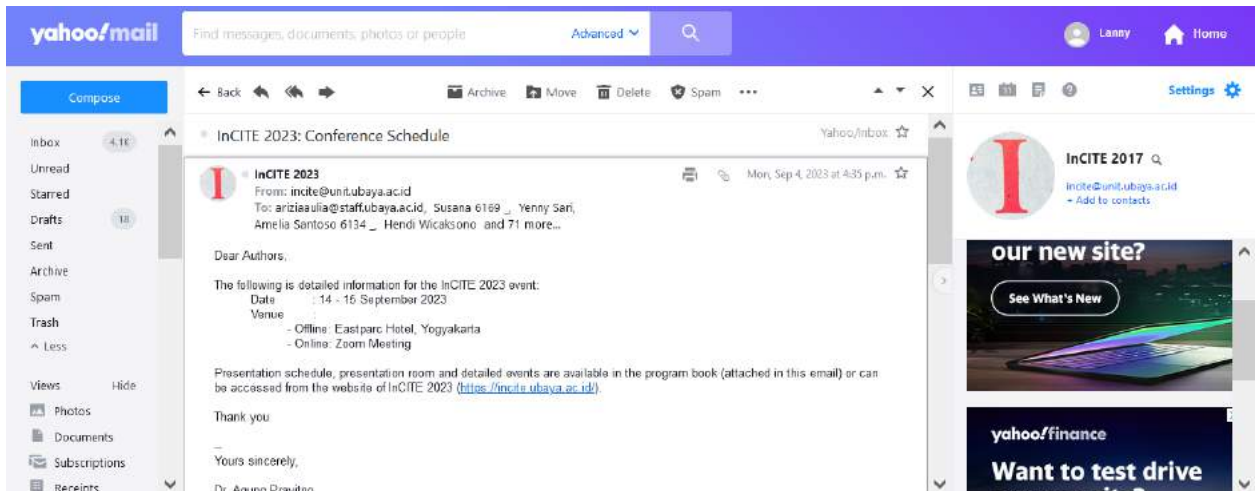 yahoo!mail
Find messages, documents, photos or people
Advanced
Lanny
Home
Compose
Back
Archive
Move
Delete
Spam
Settings
Inbox
Unread
Starred
Drafts 18
Sent
Archive
Spam
Trash
Less
Views Hide
Photos
Documents
Subscriptions
Receipts
InCITE 2023: Conference Schedule
Yahoo/Inbox
I
InCITE 2023
Mon, Sep 4, 2023 at 4:35 p.m.
From: incite@unit.ubaya.ac.id
To: ariziaaulia@staff.ubaya.ac.id, Susana 6169 _, Yenny Sari,
Amelia Santoso 6134 _, Hendi Wicaksono and 71 more...
Dear Authors,
The following is detailed information for the InCITE 2023 event:
Date : 14 - 15 September 2023
Venue :
- Offline: Eastparc Hotel, Yogyakarta
- Online: Zoom Meeting
Presentation schedule, presentation room and detailed events are available in the program book (attached in this email) or can
be accessed from the website of InCITE 2023 (https://incite.ubaya.ac.id/).
Thank you
--
Yours sincerely,
Dr. Agung Prayitno
I
InCITE 2017
incite@unit.ubaya.ac.id
+ Add to contacts
our new site?
See What's New
yahoo!finance
Want to test drive